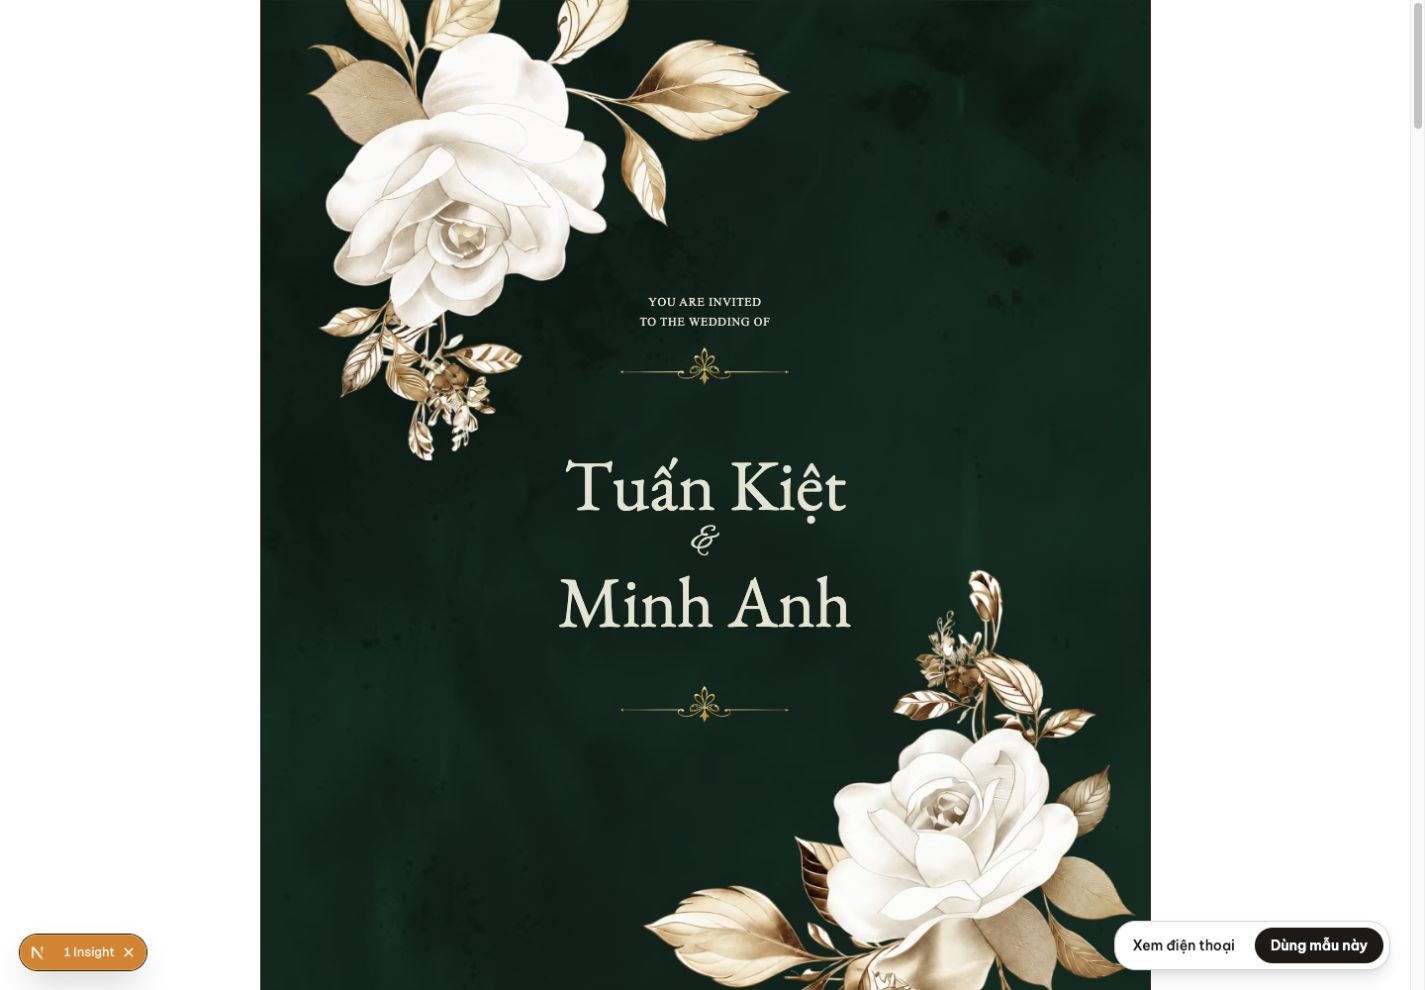 YOU ARE INVITED
TO THE WEDDING OF
Tuấn Kiệt
&
Minh Anh
N 1 Insight ×
Xem điện thoại Dùng mẫu này